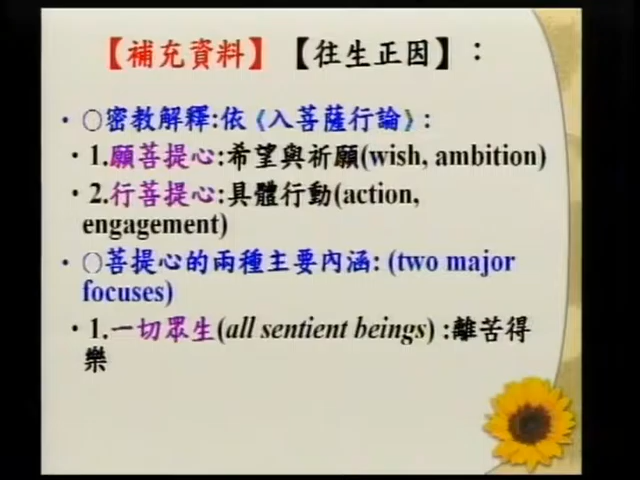 【補充資料】【往生正因】：
• ○密教解釋:依《入菩薩行論》:
• 1.願菩提心:希望與祈願(wish, ambition)
• 2.行菩提心:具體行動(action,
engagement)
• ○菩提心的兩種主要內涵: (two major
focuses)
• 1.一切眾生(all sentient beings) :離苦得
樂